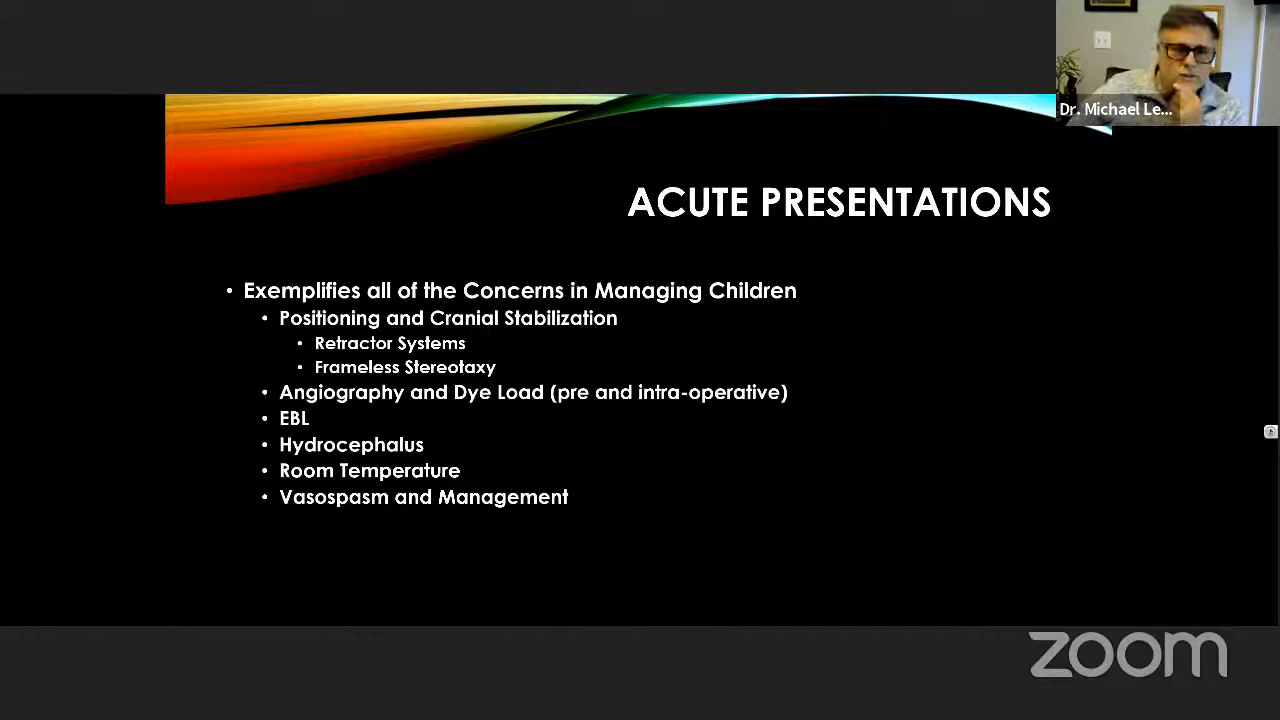 Dr. Michael Le...
ACUTE PRESENTATIONS
• Exemplifies all of the Concerns in Managing Children
• Positioning and Cranial Stabilization
• Retractor Systems
• Frameless Stereotaxy
• Angiography and Dye Load (pre and intra-operative)
• EBL
• Hydrocephalus
• Room Temperature
• Vasospasm and Management
zoom